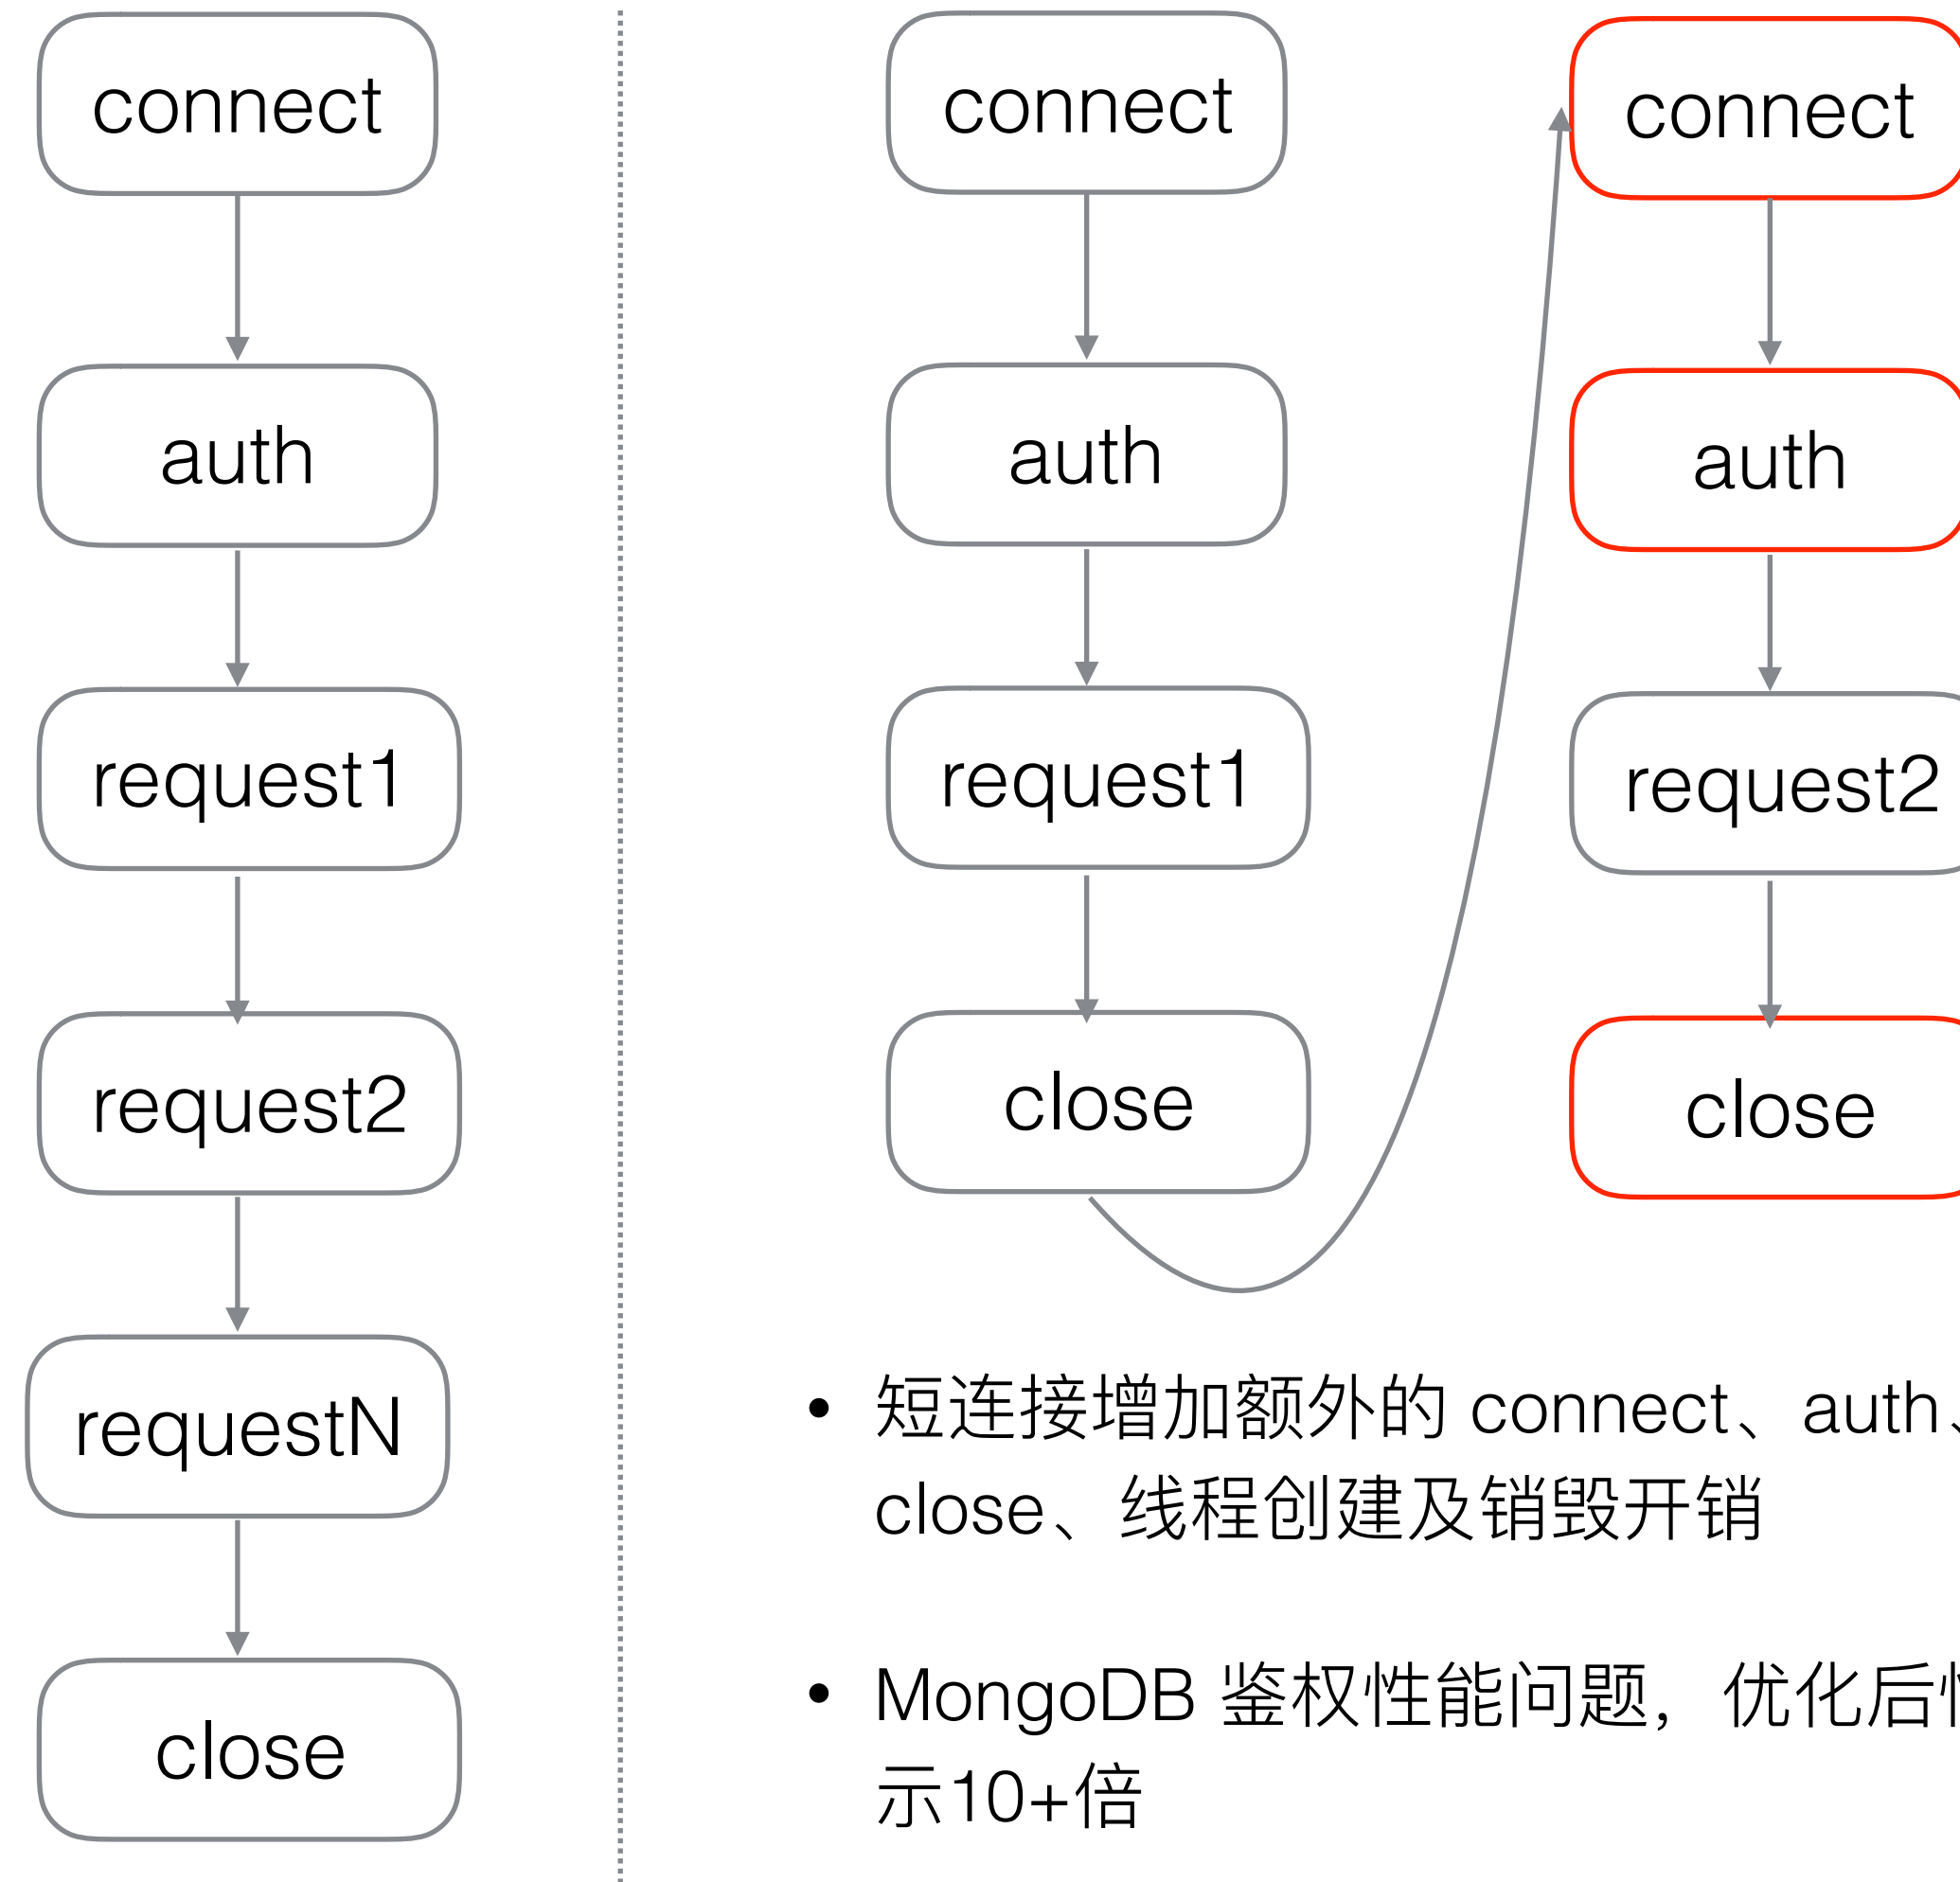 connect
auth
request1
request2
requestN
close
connect
auth
request1
close
connect
auth
request2
close
• 短连接增加额外的 connect、auth、
close、线程创建及销毁开销
• MongoDB 鉴权性能问题，优化后
示10+倍